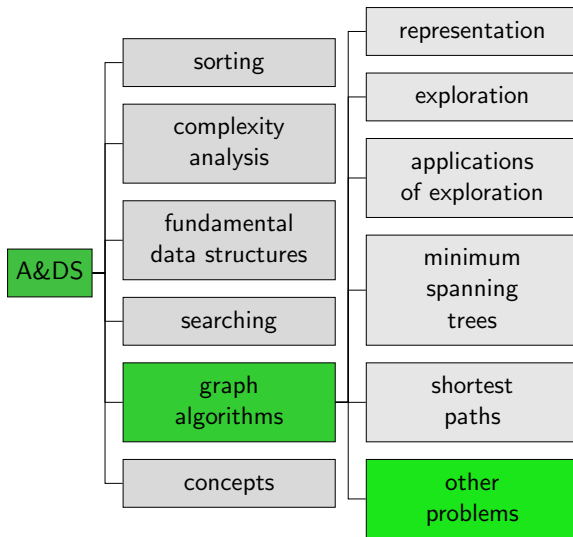 A&DS
sorting
complexity
analysis
fundamental
data structures
searching
graph
algorithms
concepts
representation
exploration
applications
of exploration
minimum
spanning
trees
shortest
paths
other
problems